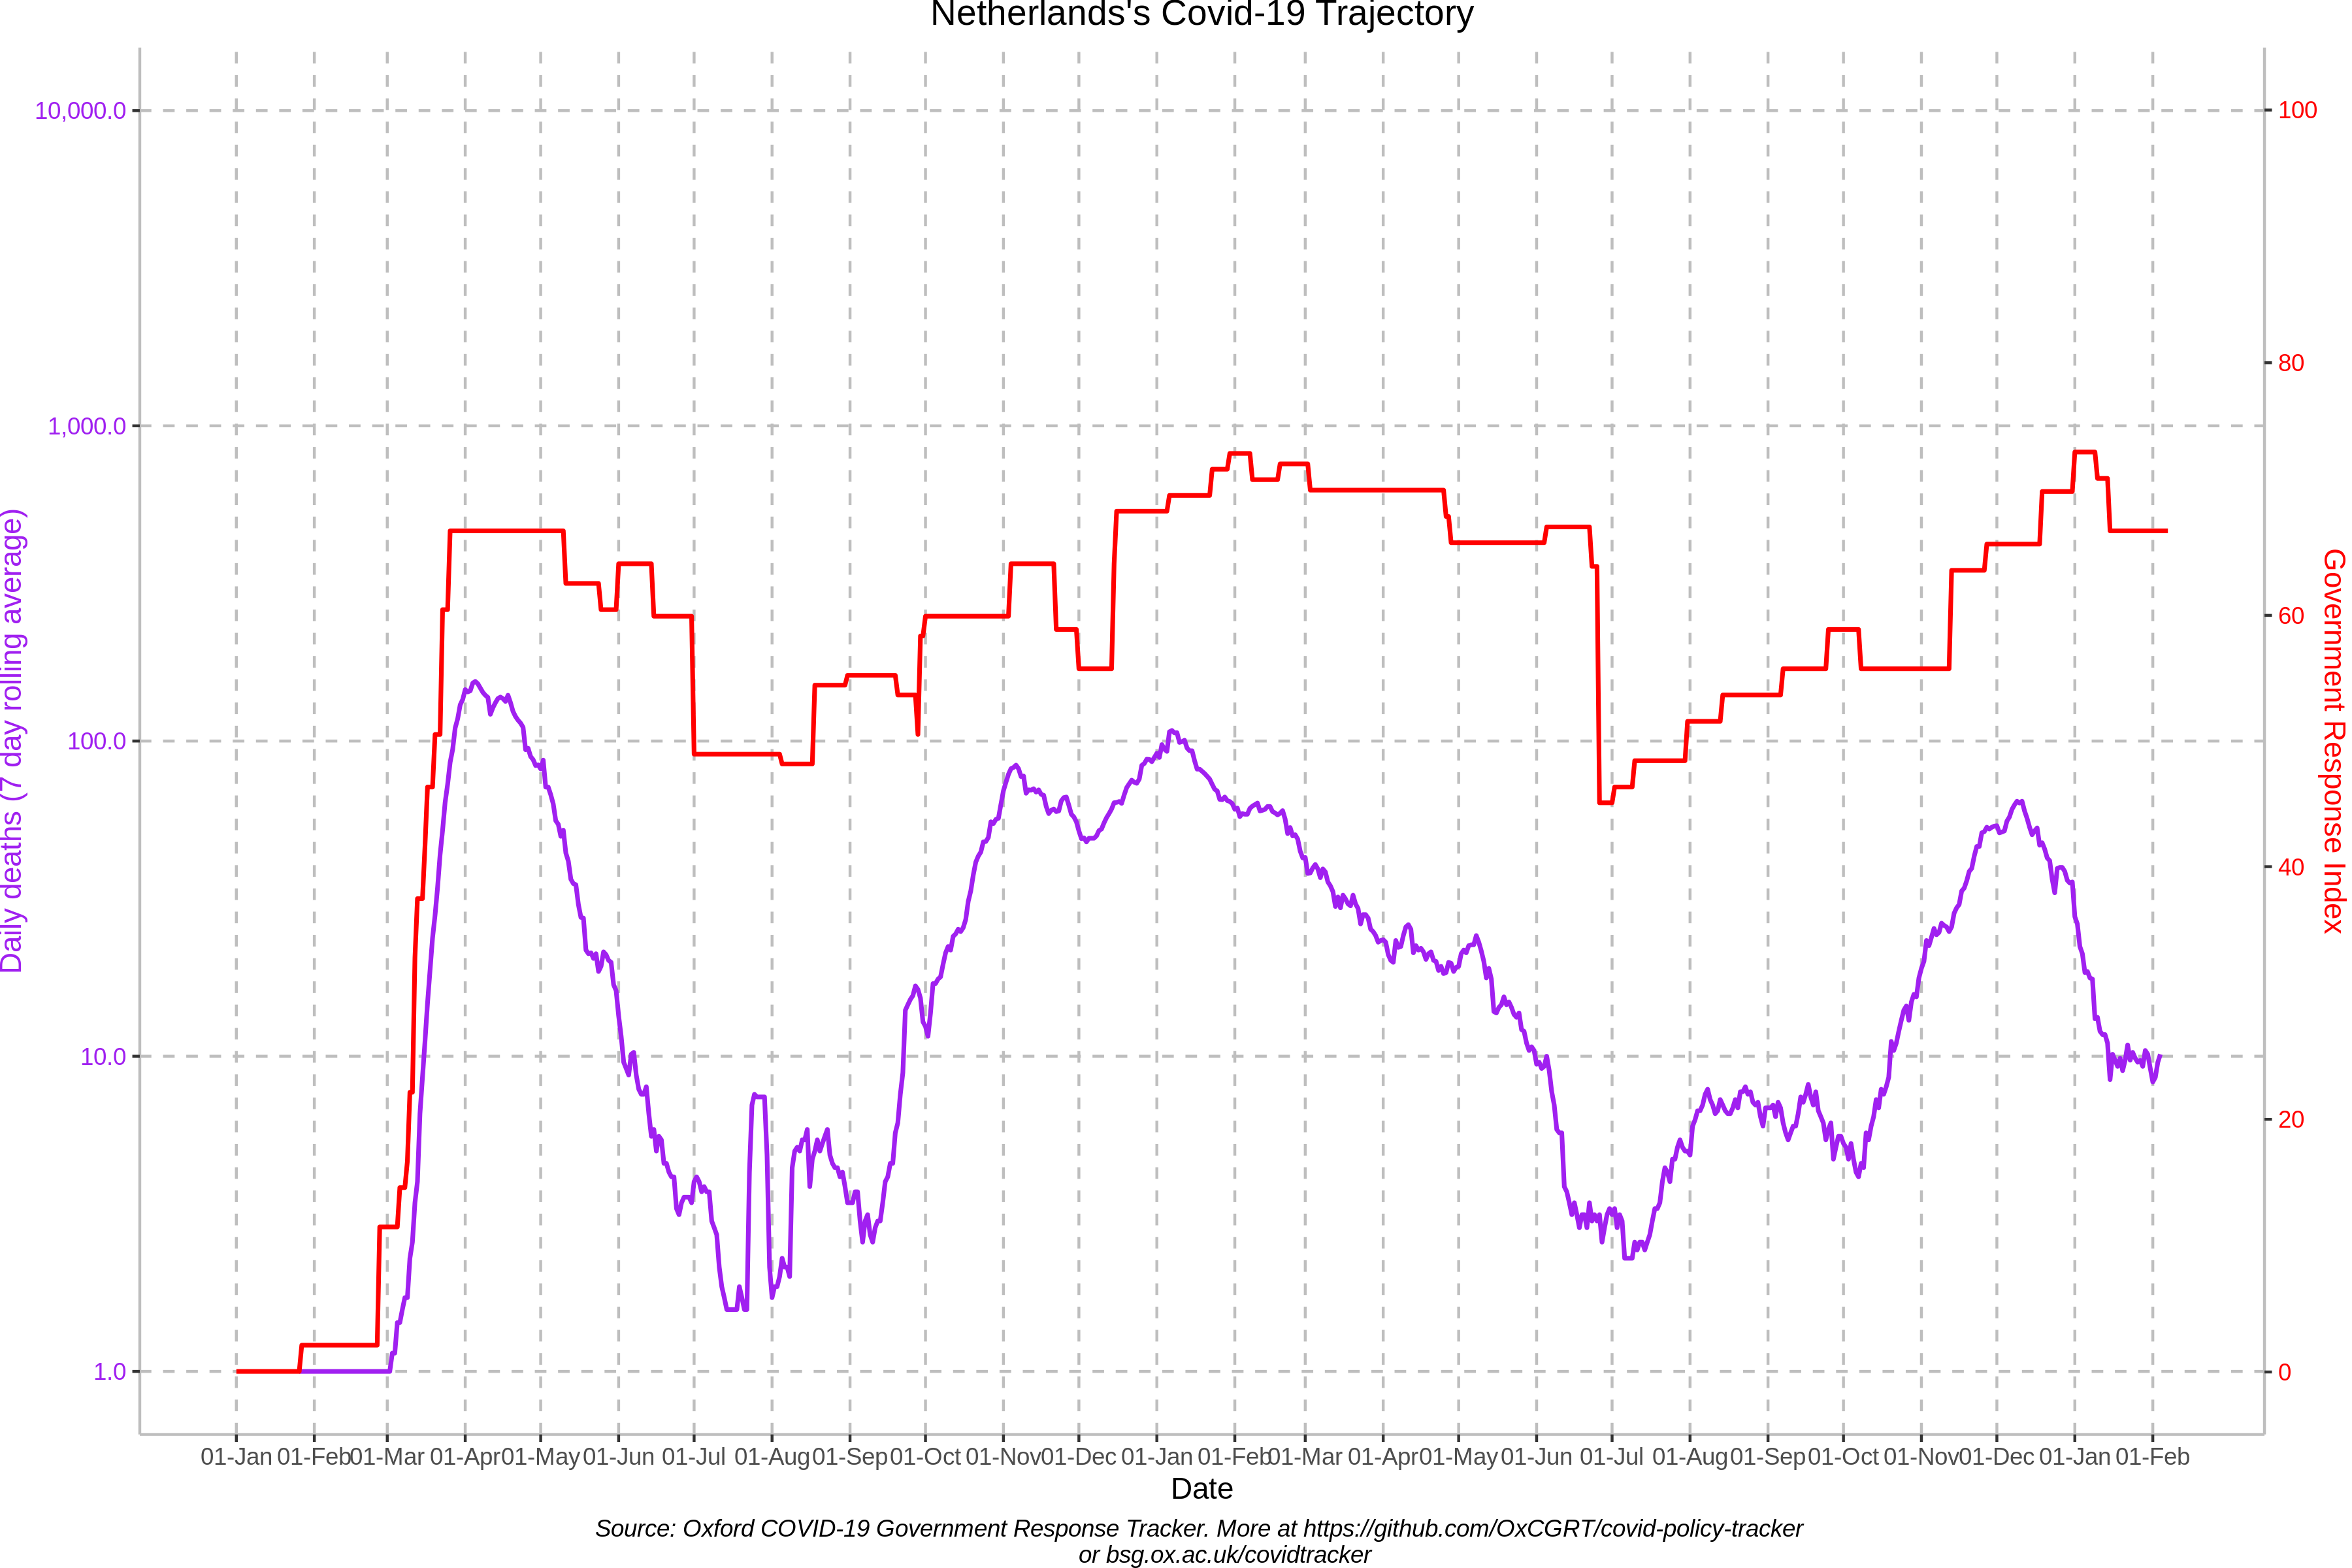 Netherlands's Covid-19 Trajectory
10,000.0
1,000.0
100.0
10.0
1.0
Daily deaths (7 day rolling average)
100
80
60
40
20
0
Government Response Index
01-Jan 01-Feb 01-Mar 01-Apr 01-May 01-Jun 01-Jul 01-Aug 01-Sep 01-Oct 01-Nov 01-Dec 01-Jan 01-Feb 01-Mar 01-Apr 01-May 01-Jun 01-Jul 01-Aug 01-Sep 01-Oct 01-Nov 01-Dec 01-Jan 01-Feb
Date
Source: Oxford COVID-19 Government Response Tracker. More at https://github.com/OxCGRT/covid-policy-tracker
or bsg.ox.ac.uk/covidtracker